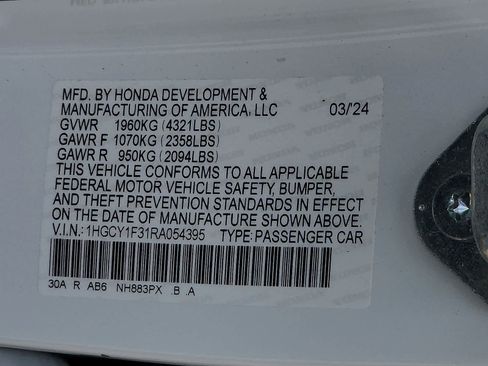 MFD. BY HONDA DEVELOPMENT &
MANUFACTURING OF AMERICA, LLC 03/24
GVWR 1960KG (4321LBS)
GAWR F 1070KG (2358LBS)
GAWR R 950KG (2094LBS)
THIS VEHICLE CONFORMS TO ALL APPLICABLE
FEDERAL MOTOR VEHICLE SAFETY, BUMPER,
AND THEFT PREVENTION STANDARDS IN EFFECT
ON THE DATE OF MANUFACTURE SHOWN ABOVE.
V.I.N.: 1HGCY1F31RA054395 TYPE: PASSENGER CAR
30A R AB6 NH883PX .B .A